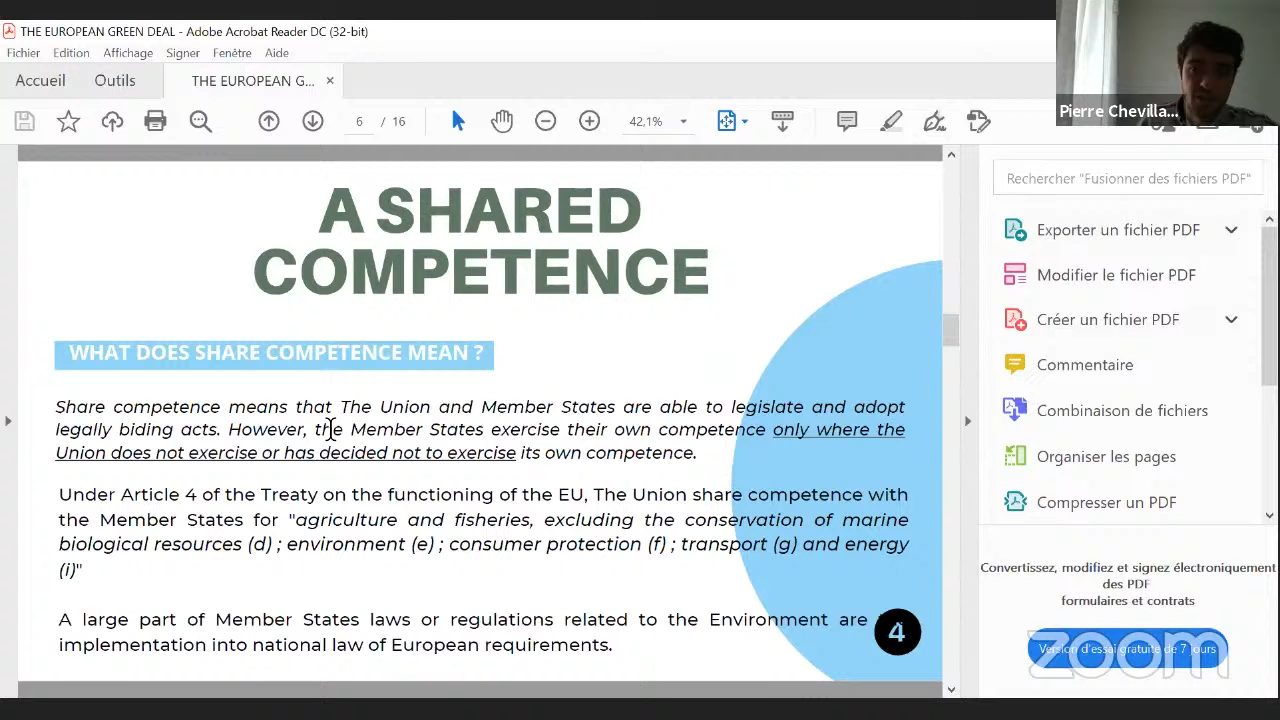 THE EUROPEAN GREEN DEAL - Adobe Acrobat Reader DC (32-bit)
Fichier Edition Affichage Signer Fenêtre Aide
Accueil Outils THE EUROPEAN G... ×
6 / 16 42,1%
Pierre Chevilla...
A SHARED
COMPETENCE
WHAT DOES SHARE COMPETENCE MEAN ?
Share competence means that The Union and Member States are able to legislate and adopt
legally biding acts. However, the Member States exercise their own competence only where the
Union does not exercise or has decided not to exercise its own competence.
Under Article 4 of the Treaty on the functioning of the EU, The Union share competence with
the Member States for "agriculture and fisheries, excluding the conservation of marine
biological resources (d) ; environment (e) ; consumer protection (f) ; transport (g) and energy
(i)"
A large part of Member States laws or regulations related to the Environment are
implementation into national law of European requirements.
4
Rechercher "Fusionner des fichiers PDF"
Exporter un fichier PDF
Modifier le fichier PDF
Créer un fichier PDF
Commentaire
Combinaison de fichiers
Organiser les pages
Compresser un PDF
Convertissez, modifiez et signez électroniquement
des PDF
formulaires et contrats
Version d'essai gratuite de 7 jours
zoom